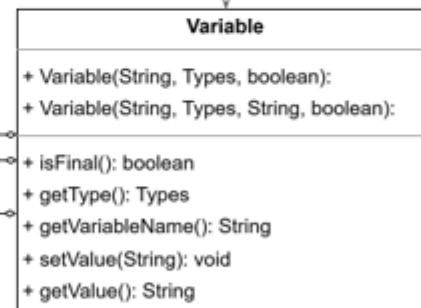 Variable
+ Variable(String, Types, boolean):
+ Variable(String, Types, String, boolean):
+ isFinal(): boolean
+ getType(): Types
+ getVariableName(): String
+ setValue(String): void
+ getValue(): String